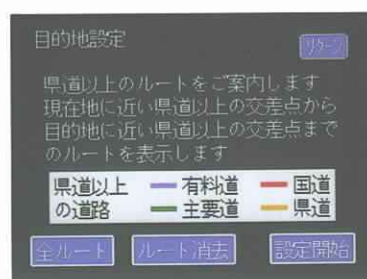 目的地設定
リターン
県道以上のルートをご案内します
現在地に近い県道以上の交差点から
目的地に近い県道以上の交差点まで
のルートを表示します
県道以上 有料道 国道
の道路 主要道 県道
全ルート ルート消去 設定開始